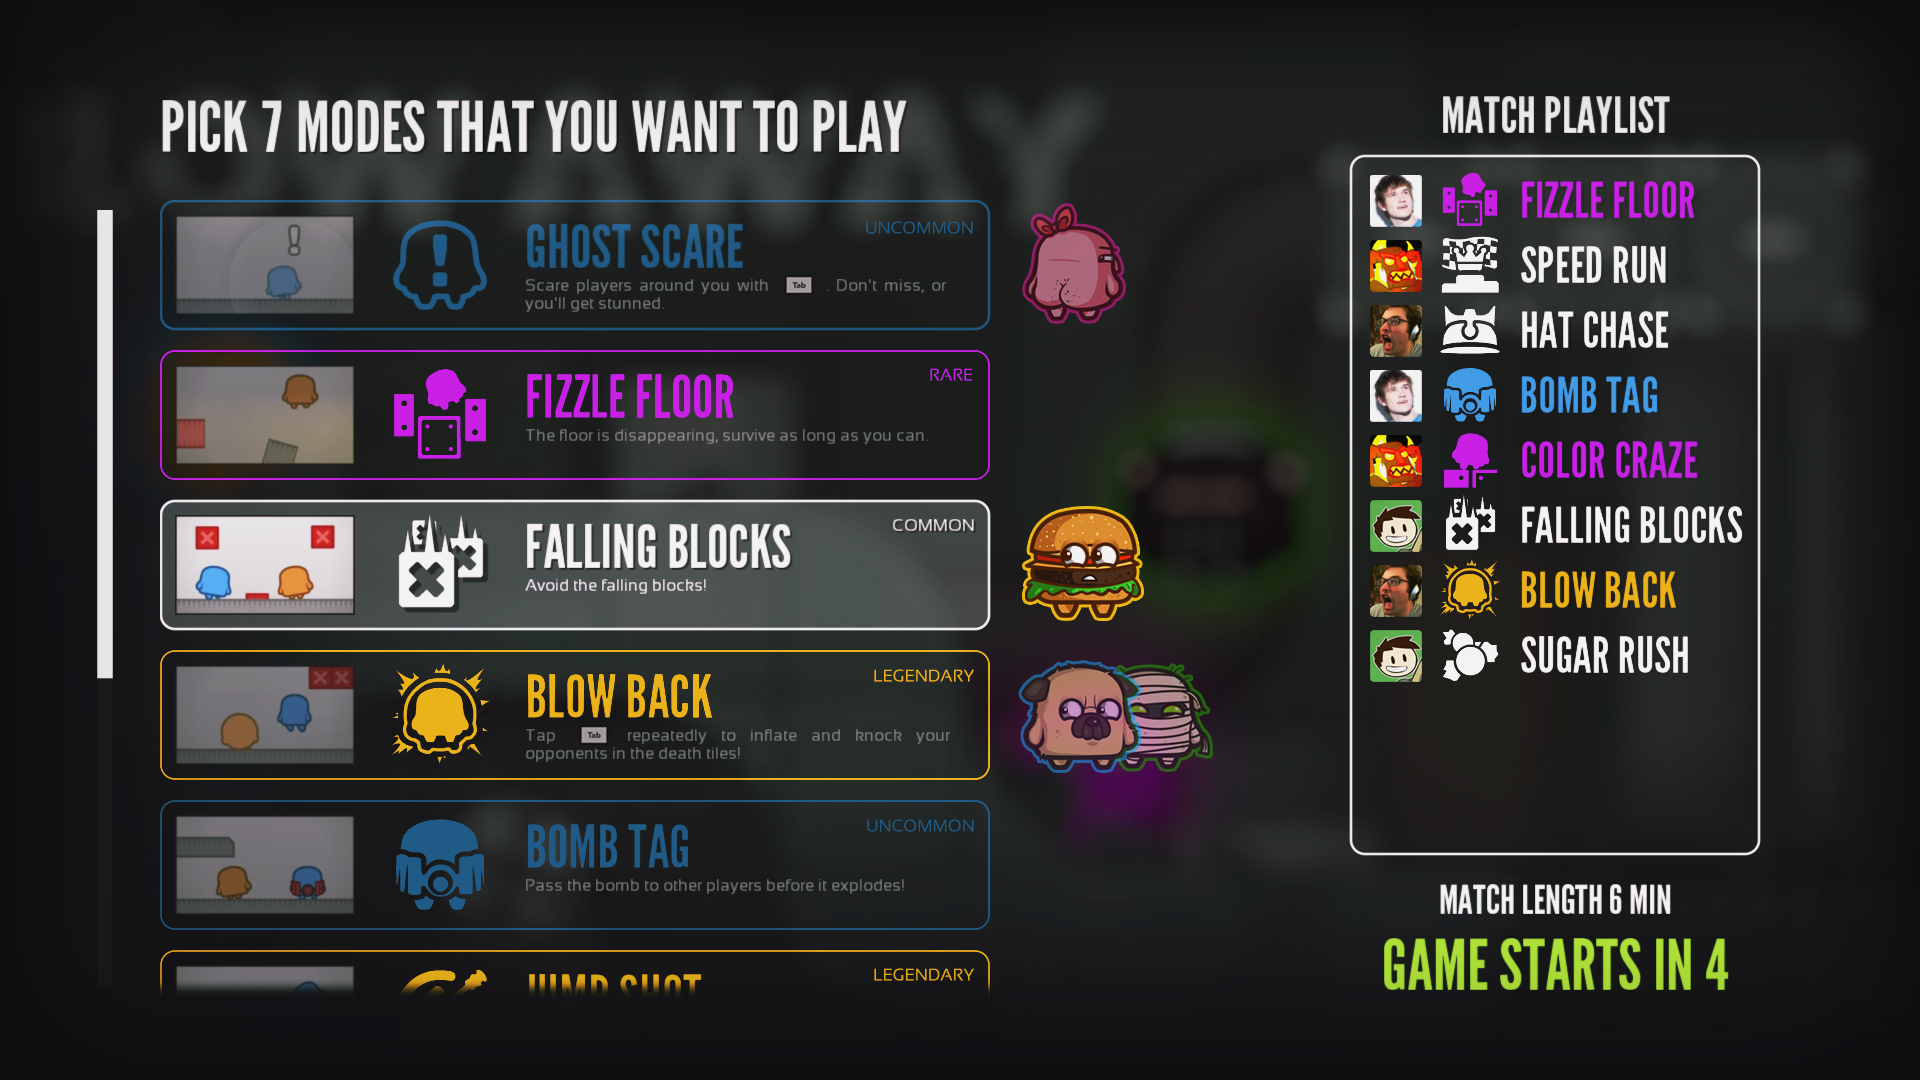 PICK 7 MODES THAT YOU WANT TO PLAY
UNCOMMON
GHOST SCARE
Scare players around you with Tab . Don't miss, or
you'll get stunned.
RARE
FIZZLE FLOOR
The floor is disappearing, survive as long as you can.
COMMON
FALLING BLOCKS
Avoid the falling blocks!
LEGENDARY
BLOW BACK
Tap Tab repeatedly to inflate and knock your
opponents in the death tiles!
UNCOMMON
BOMB TAG
Pass the bomb to other players before it explodes!
LEGENDARY
JUMP SHOT
MATCH PLAYLIST
FIZZLE FLOOR
SPEED RUN
HAT CHASE
BOMB TAG
COLOR CRAZE
FALLING BLOCKS
BLOW BACK
SUGAR RUSH
MATCH LENGTH 6 MIN
GAME STARTS IN 4